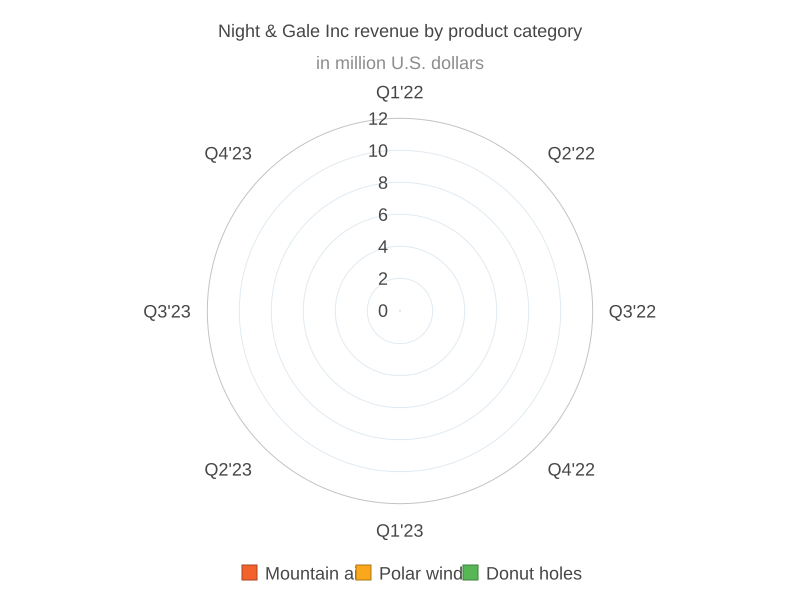 Night & Gale Inc revenue by product category
in million U.S. dollars
Q1'22
12
Q4'23
Q2'22
10
8
6
4
2
Q3'23
0
Q3'22
Q2'23
Q4'22
Q1'23
Mountain Polar wind Donut holes